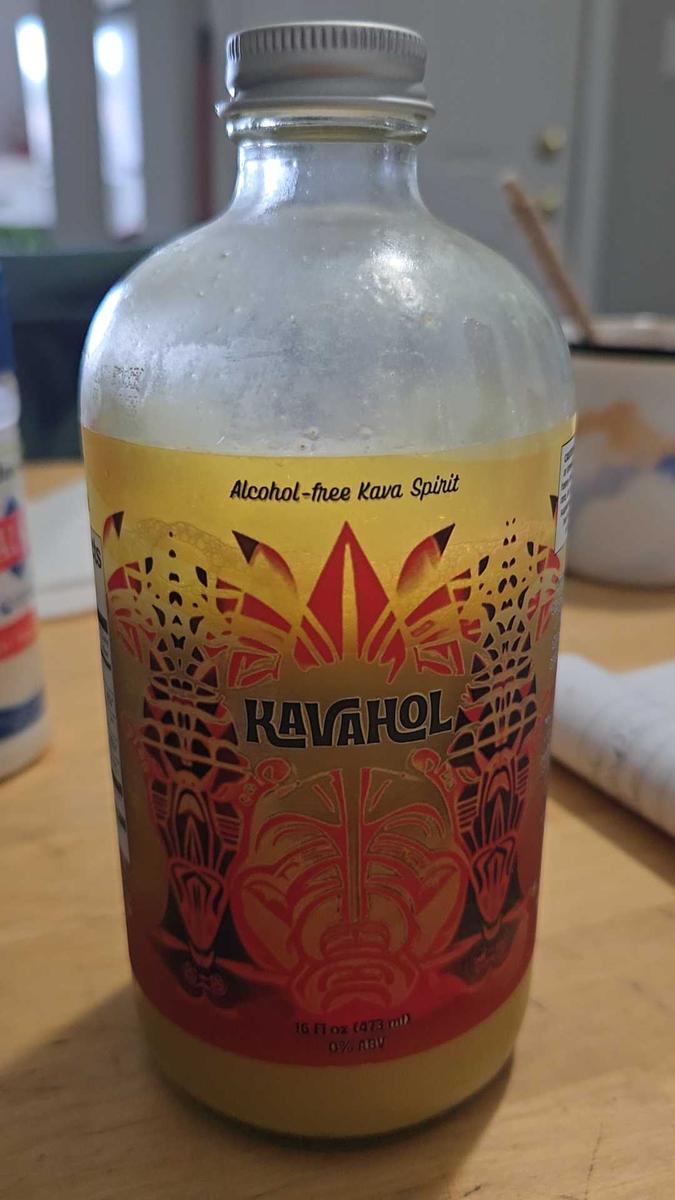 Alcohol-free Kava Spirit
KAVAHOL
16 Fl oz (473 ml)
0% ABV